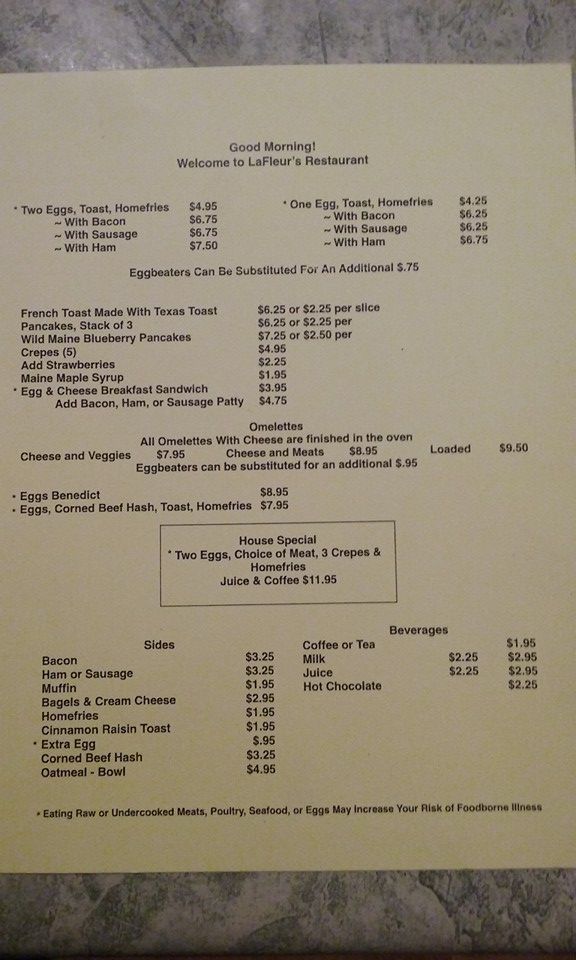 Good Morning!
Welcome to LaFleur's Restaurant
* Two Eggs, Toast, Homefries $4.95
~ With Bacon $6.75
~ With Sausage $6.75
~ With Ham $7.50
* One Egg, Toast, Homefries $4.25
~ With Bacon $6.25
~ With Sausage $6.25
~ With Ham $6.75
Eggbeaters Can Be Substituted For An Additional $.75
French Toast Made With Texas Toast $6.25 or $2.25 per slice
Pancakes, Stack of 3 $6.25 or $2.25 per
Wild Maine Blueberry Pancakes $7.25 or $2.50 per
Crepes (5) $4.95
Add Strawberries $2.25
Maine Maple Syrup $1.95
* Egg & Cheese Breakfast Sandwich $3.95
Add Bacon, Ham, or Sausage Patty $4.75
Omelettes
All Omelettes With Cheese are finished in the oven
Cheese and Veggies $7.95 Cheese and Meats $8.95 Loaded $9.50
Eggbeaters can be substituted for an additional $.95
* Eggs Benedict $8.95
* Eggs, Corned Beef Hash, Toast, Homefries $7.95
House Special
* Two Eggs, Choice of Meat, 3 Crepes &
Homefries
Juice & Coffee $11.95
Sides
Bacon $3.25
Ham or Sausage $3.25
Muffin $1.95
Bagels & Cream Cheese $2.95
Homefries $1.95
Cinnamon Raisin Toast $1.95
* Extra Egg $.95
Corned Beef Hash $3.25
Oatmeal - Bowl $4.95
Beverages
Coffee or Tea $1.95
Milk $2.25 $2.95
Juice $2.25 $2.95
Hot Chocolate $2.25
* Eating Raw or Undercooked Meats, Poultry, Seafood, or Eggs May Increase Your Risk of Foodborne Illness